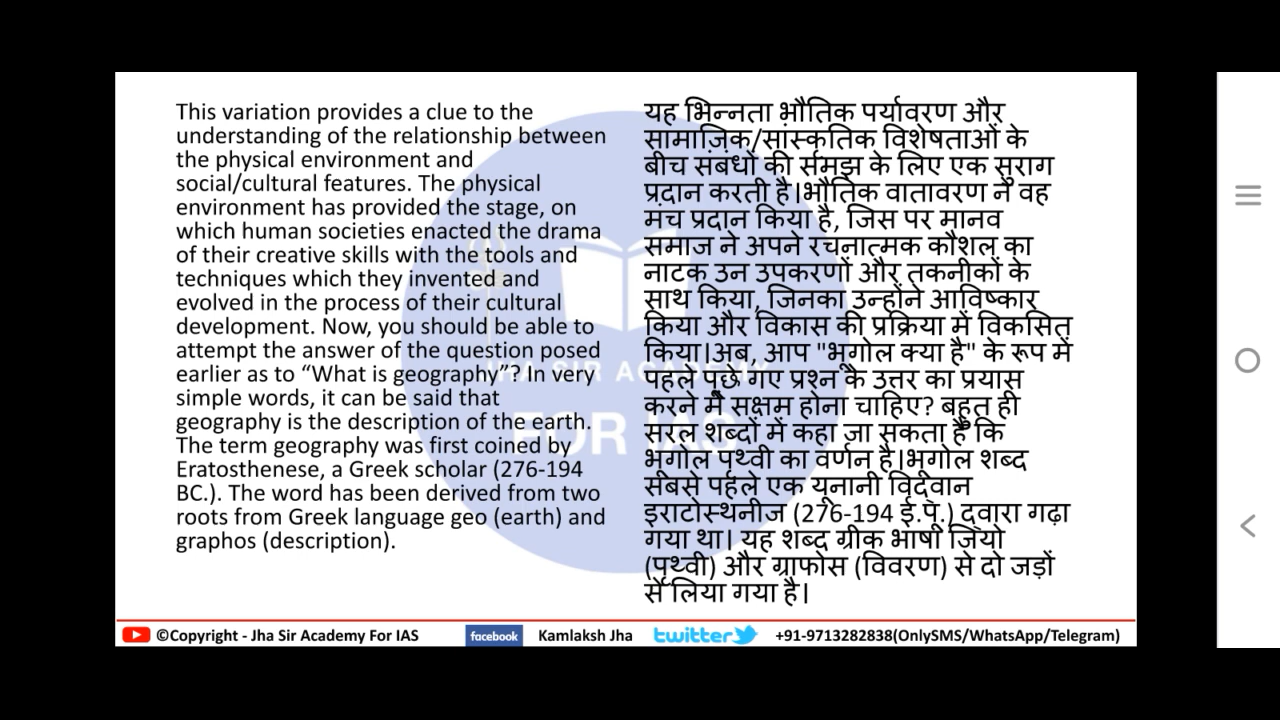 This variation provides a clue to the
understanding of the relationship between
the physical environment and
social/cultural features. The physical
environment has provided the stage, on
which human societies enacted the drama
of their creative skills with the tools and
techniques which they invented and
evolved in the process of their cultural
development. Now, you should be able to
attempt the answer of the question posed
earlier as to “What is geography”? In very
simple words, it can be said that
geography is the description of the earth.
The term geography was first coined by
Eratosthenese, a Greek scholar (276-194
BC.). The word has been derived from two
roots from Greek language geo (earth) and
graphos (description).
यह भिन्नता भौतिक पर्यावरण और
सामाजिक/सांस्कृतिक विशेषताओं के
बीच संबंधों की समझ के लिए एक सुराग
प्रदान करती है।भौतिक वातावरण ने वह
मंच प्रदान किया है, जिस पर मानव
समाज ने अपने रचनात्मक कौशल का
नाटक उन उपकरणों और तकनीकों के
साथ किया, जिनका उन्होंने आविष्कार
किया और विकास की प्रक्रिया में विकसित
किया।अब, आप "भूगोल क्या है" के रूप में
पहले पूछे गए प्रश्न के उत्तर का प्रयास
करने में सक्षम होना चाहिए? बहुत ही
सरल शब्दों में कहा जा सकता है कि
भूगोल पृथ्वी का वर्णन है।भूगोल शब्द
सबसे पहले एक यूनानी विद्वान
इराटोस्थनीज (276-194 ई.पू.) द्वारा गढ़ा
गया था। यह शब्द ग्रीक भाषा जियो
(पृथ्वी) और ग्राफोस (विवरण) से दो जड़ों
से लिया गया है।
JHA SIR ACADEMY
FOR IAS
©Copyright - Jha Sir Academy For IAS facebook Kamlaksh Jha twitter +91-9713282838(OnlySMS/WhatsApp/Telegram)